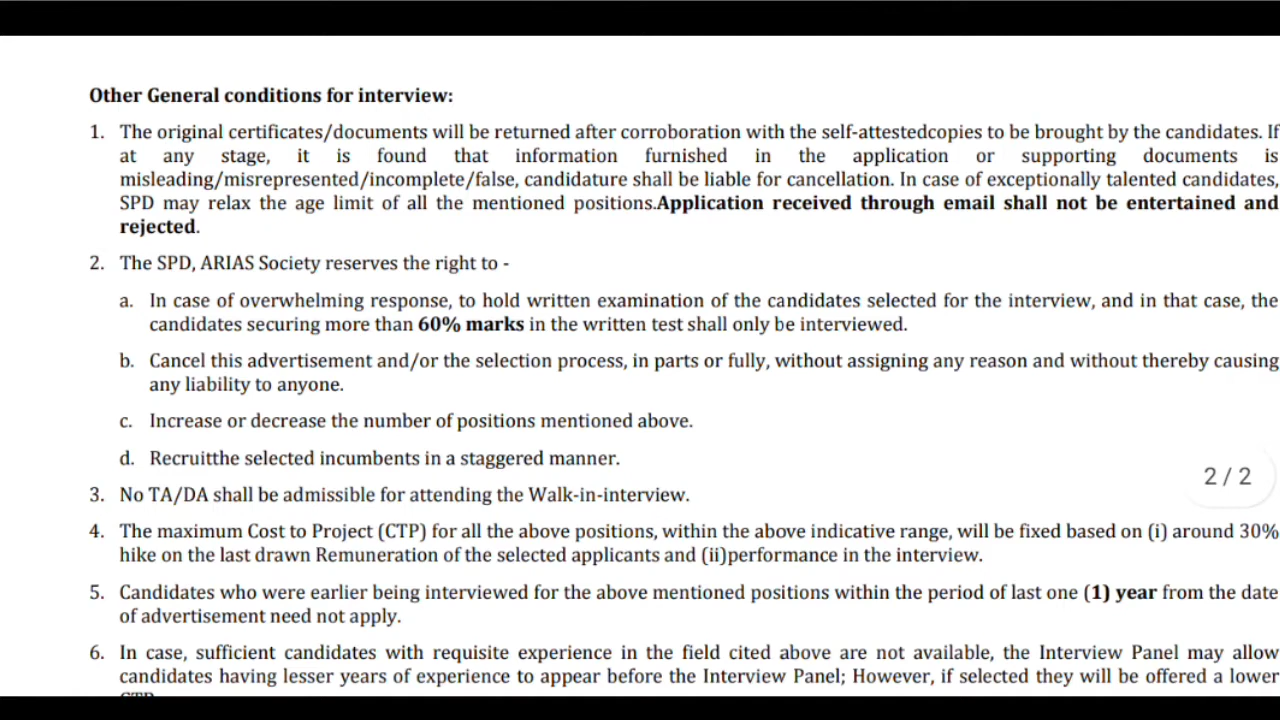 Other General conditions for interview:
1. The original certificates/documents will be returned after corroboration with the self-attestedcopies to be brought by the candidates. If
at any stage, it is found that information furnished in the application or supporting documents is
misleading/misrepresented/incomplete/false, candidature shall be liable for cancellation. In case of exceptionally talented candidates,
SPD may relax the age limit of all the mentioned positions.Application received through email shall not be entertained and
rejected.
2. The SPD, ARIAS Society reserves the right to -
a. In case of overwhelming response, to hold written examination of the candidates selected for the interview, and in that case, the
candidates securing more than 60% marks in the written test shall only be interviewed.
b. Cancel this advertisement and/or the selection process, in parts or fully, without assigning any reason and without thereby causing
any liability to anyone.
c. Increase or decrease the number of positions mentioned above.
d. Recruitthe selected incumbents in a staggered manner.
2 / 2
3. No TA/DA shall be admissible for attending the Walk-in-interview.
4. The maximum Cost to Project (CTP) for all the above positions, within the above indicative range, will be fixed based on (i) around 30%
hike on the last drawn Remuneration of the selected applicants and (ii)performance in the interview.
5. Candidates who were earlier being interviewed for the above mentioned positions within the period of last one (1) year from the date
of advertisement need not apply.
6. In case, sufficient candidates with requisite experience in the field cited above are not available, the Interview Panel may allow
candidates having lesser years of experience to appear before the Interview Panel; However, if selected they will be offered a lower